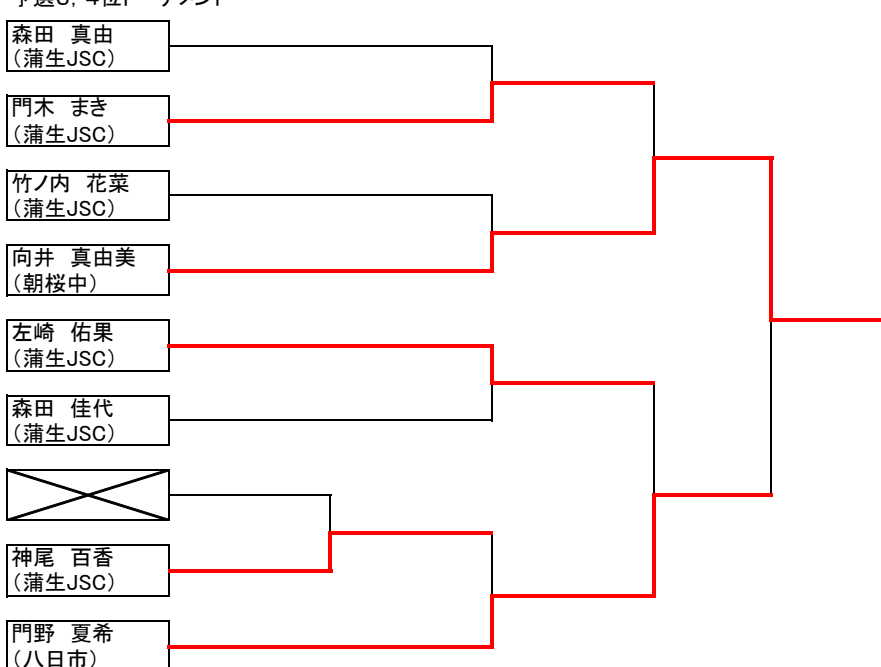 森田　真由
（蒲生JSC）
門木　まき
（蒲生JSC）
竹ノ内　花菜
（蒲生JSC）
向井　真由美
（朝桜中）
左崎　佑果
（蒲生JSC）
森田　佳代
（蒲生JSC）
神尾　百香
（蒲生JSC）
門野　夏希
（八日市）